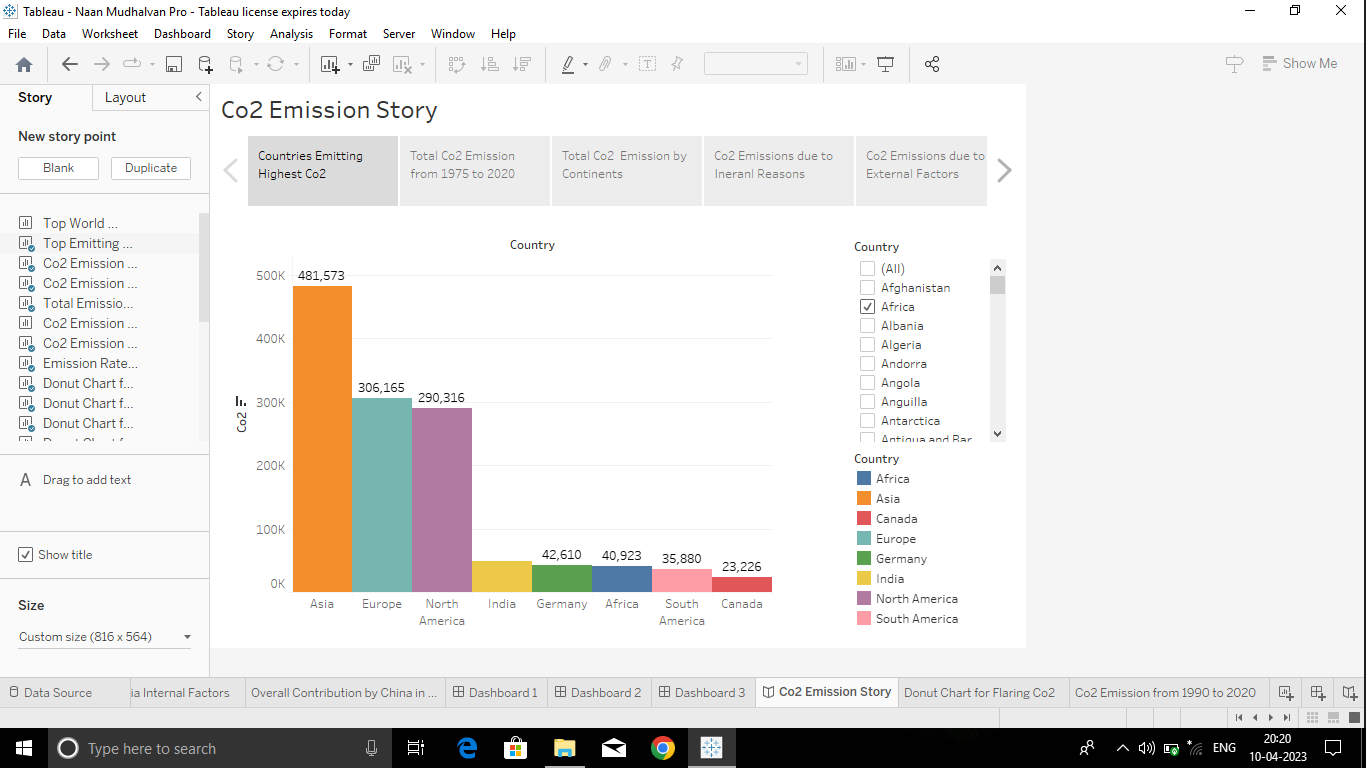 Tableau - Naan Mudhalvan Pro - Tableau license expires today
File Data Worksheet Dashboard Story Analysis Format Server Window Help
Show Me
Story Layout
New story point
Blank Duplicate
Top World ...
Top Emitting ...
Co2 Emission ...
Co2 Emission ...
Total Emissio...
Co2 Emission ...
Co2 Emission ...
Emission Rate...
Donut Chart f...
Donut Chart f...
Donut Chart f...
A Drag to add text
Show title
Size
Custom size (816 x 564)
Co2 Emission Story
Countries Emitting
Highest Co2
Total Co2 Emission
from 1975 to 2020
Total Co2 Emission by
Continents
Co2 Emissions due to
Ineranl Reasons
Co2 Emissions due to
External Factors
Country
Co2
500K
400K
300K
200K
100K
0K
481,573
306,165
290,316
42,610
40,923
35,880
23,226
Asia
Europe
North
America
India
Germany
Africa
South
America
Canada
Country
(All)
Afghanistan
Africa
Albania
Algeria
Andorra
Angola
Anguilla
Antarctica
Antigua and Bar
Country
Africa
Asia
Canada
Europe
Germany
India
North America
South America
Data Source ia Internal Factors Overall Contribution by China in ... Dashboard 1 Dashboard 2 Dashboard 3 Co2 Emission Story Donut Chart for Flaring Co2 Co2 Emission from 1990 to 2020
Type here to search
ENG
20:20
10-04-2023